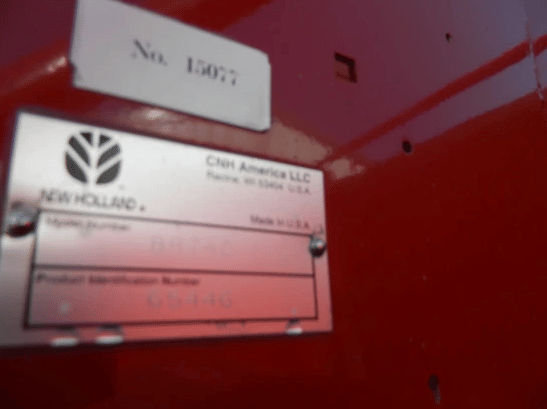 No. 15077
CNH America LLC
Racine, WI 53404 U.S.A.
NEW HOLLAND
Model Number
Made in U.S.A.
Product Identification Number